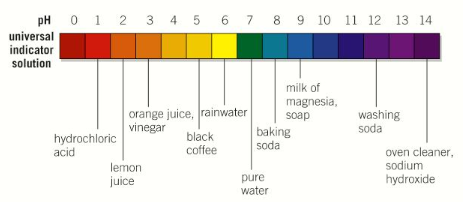 pH 0 1 2 3 4 5 6 7 8 9 10 11 12 13 14
universal
indicator
solution
hydrochloric
acid
lemon
juice
orange juice,
vinegar
black
coffee
rainwater
pure
water
baking
soda
milk of
magnesia,
soap
washing
soda
oven cleaner,
sodium
hydroxide